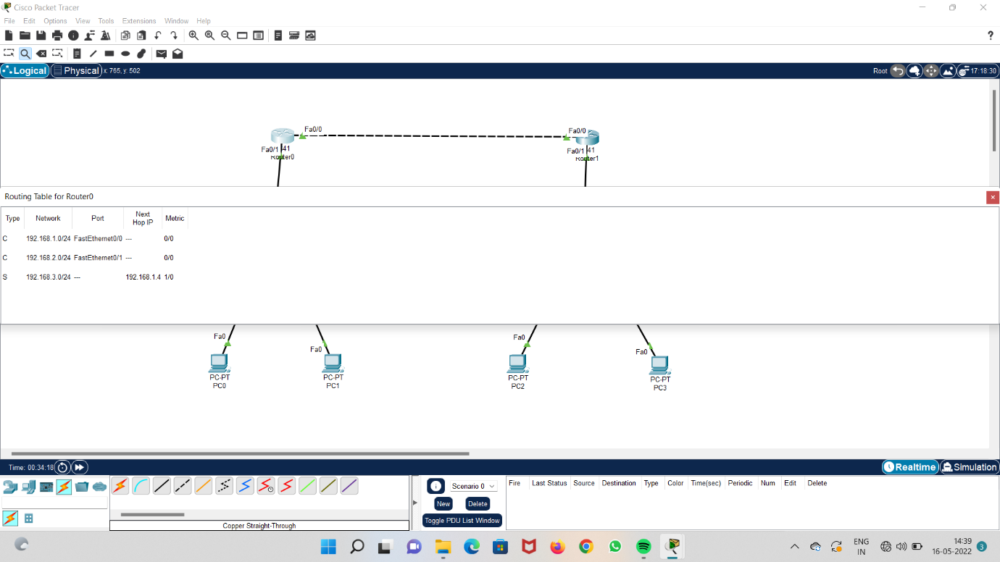 Cisco Packet Tracer
File Edit Options View Tools Extensions Window Help
?
Logical Physical x: 765, y: 502 Root 17:18:30
Fa0/0 Fa0/0
Fa0/1 41 Fa0/1 41
Router0 Router1
Routing Table for Router0
Type Network Port Next Hop IP Metric
C 192.168.1.0/24 FastEthernet0/0 --- 0/0
C 192.168.2.0/24 FastEthernet0/1 --- 0/0
S 192.168.3.0/24 --- 192.168.1.4 1/0
Fa0 Fa0 Fa0 Fa0
PC-PT PC-PT PC-PT PC-PT
PC0 PC1 PC2 PC3
Time: 00:34:18 Realtime Simulation
Scenario 0 Fire Last Status Source Destination Type Color Time(sec) Periodic Num Edit Delete
New Delete
Toggle PDU List Window
Copper Straight-Through
ENG 14:39
IN 16-05-2022 3